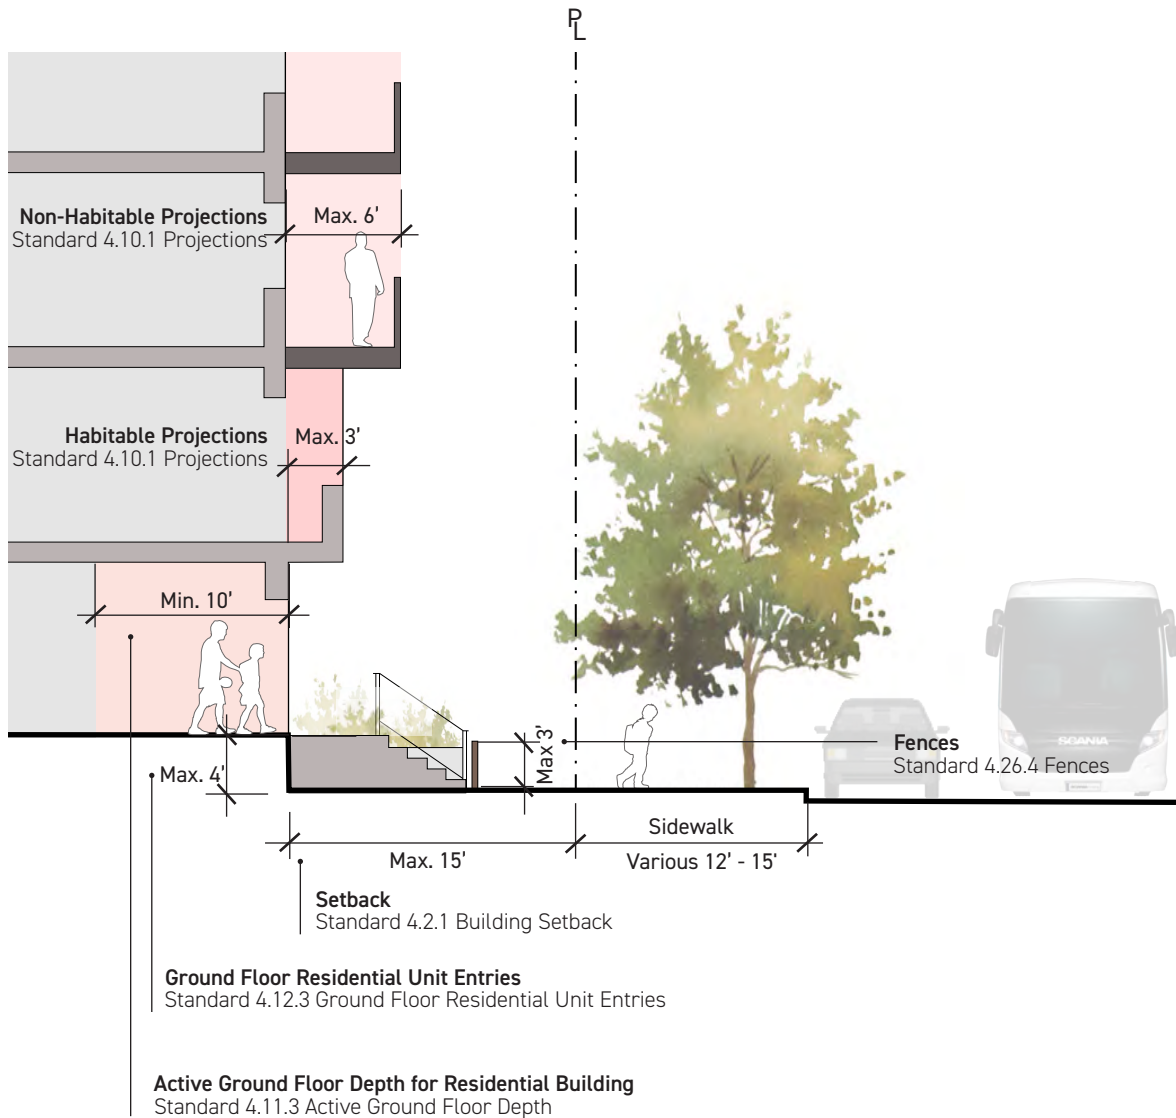 PL
Non-Habitable Projections
Standard 4.10.1 Projections
Max. 6'
Habitable Projections
Standard 4.10.1 Projections
Max. 3'
Min. 10'
Max. 4'
Max 3'
Fences
Standard 4.26.4 Fences
SCANIA
Sidewalk
Max. 15'
Various 12' - 15'
Setback
Standard 4.2.1 Building Setback
Ground Floor Residential Unit Entries
Standard 4.12.3 Ground Floor Residential Unit Entries
Active Ground Floor Depth for Residential Building
Standard 4.11.3 Active Ground Floor Depth